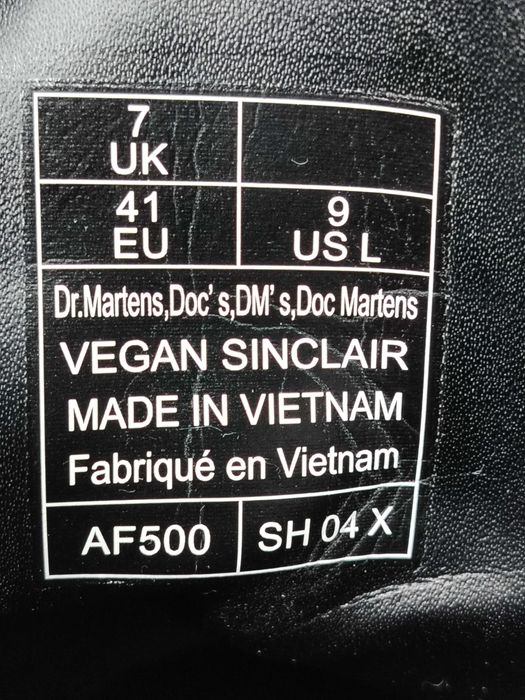 7
UK
41
EU
9
US L
Dr.Martens,Doc's,DM's,Doc Martens
VEGAN SINCLAIR
MADE IN VIETNAM
Fabriqué en Vietnam
AF500
SH 04 X